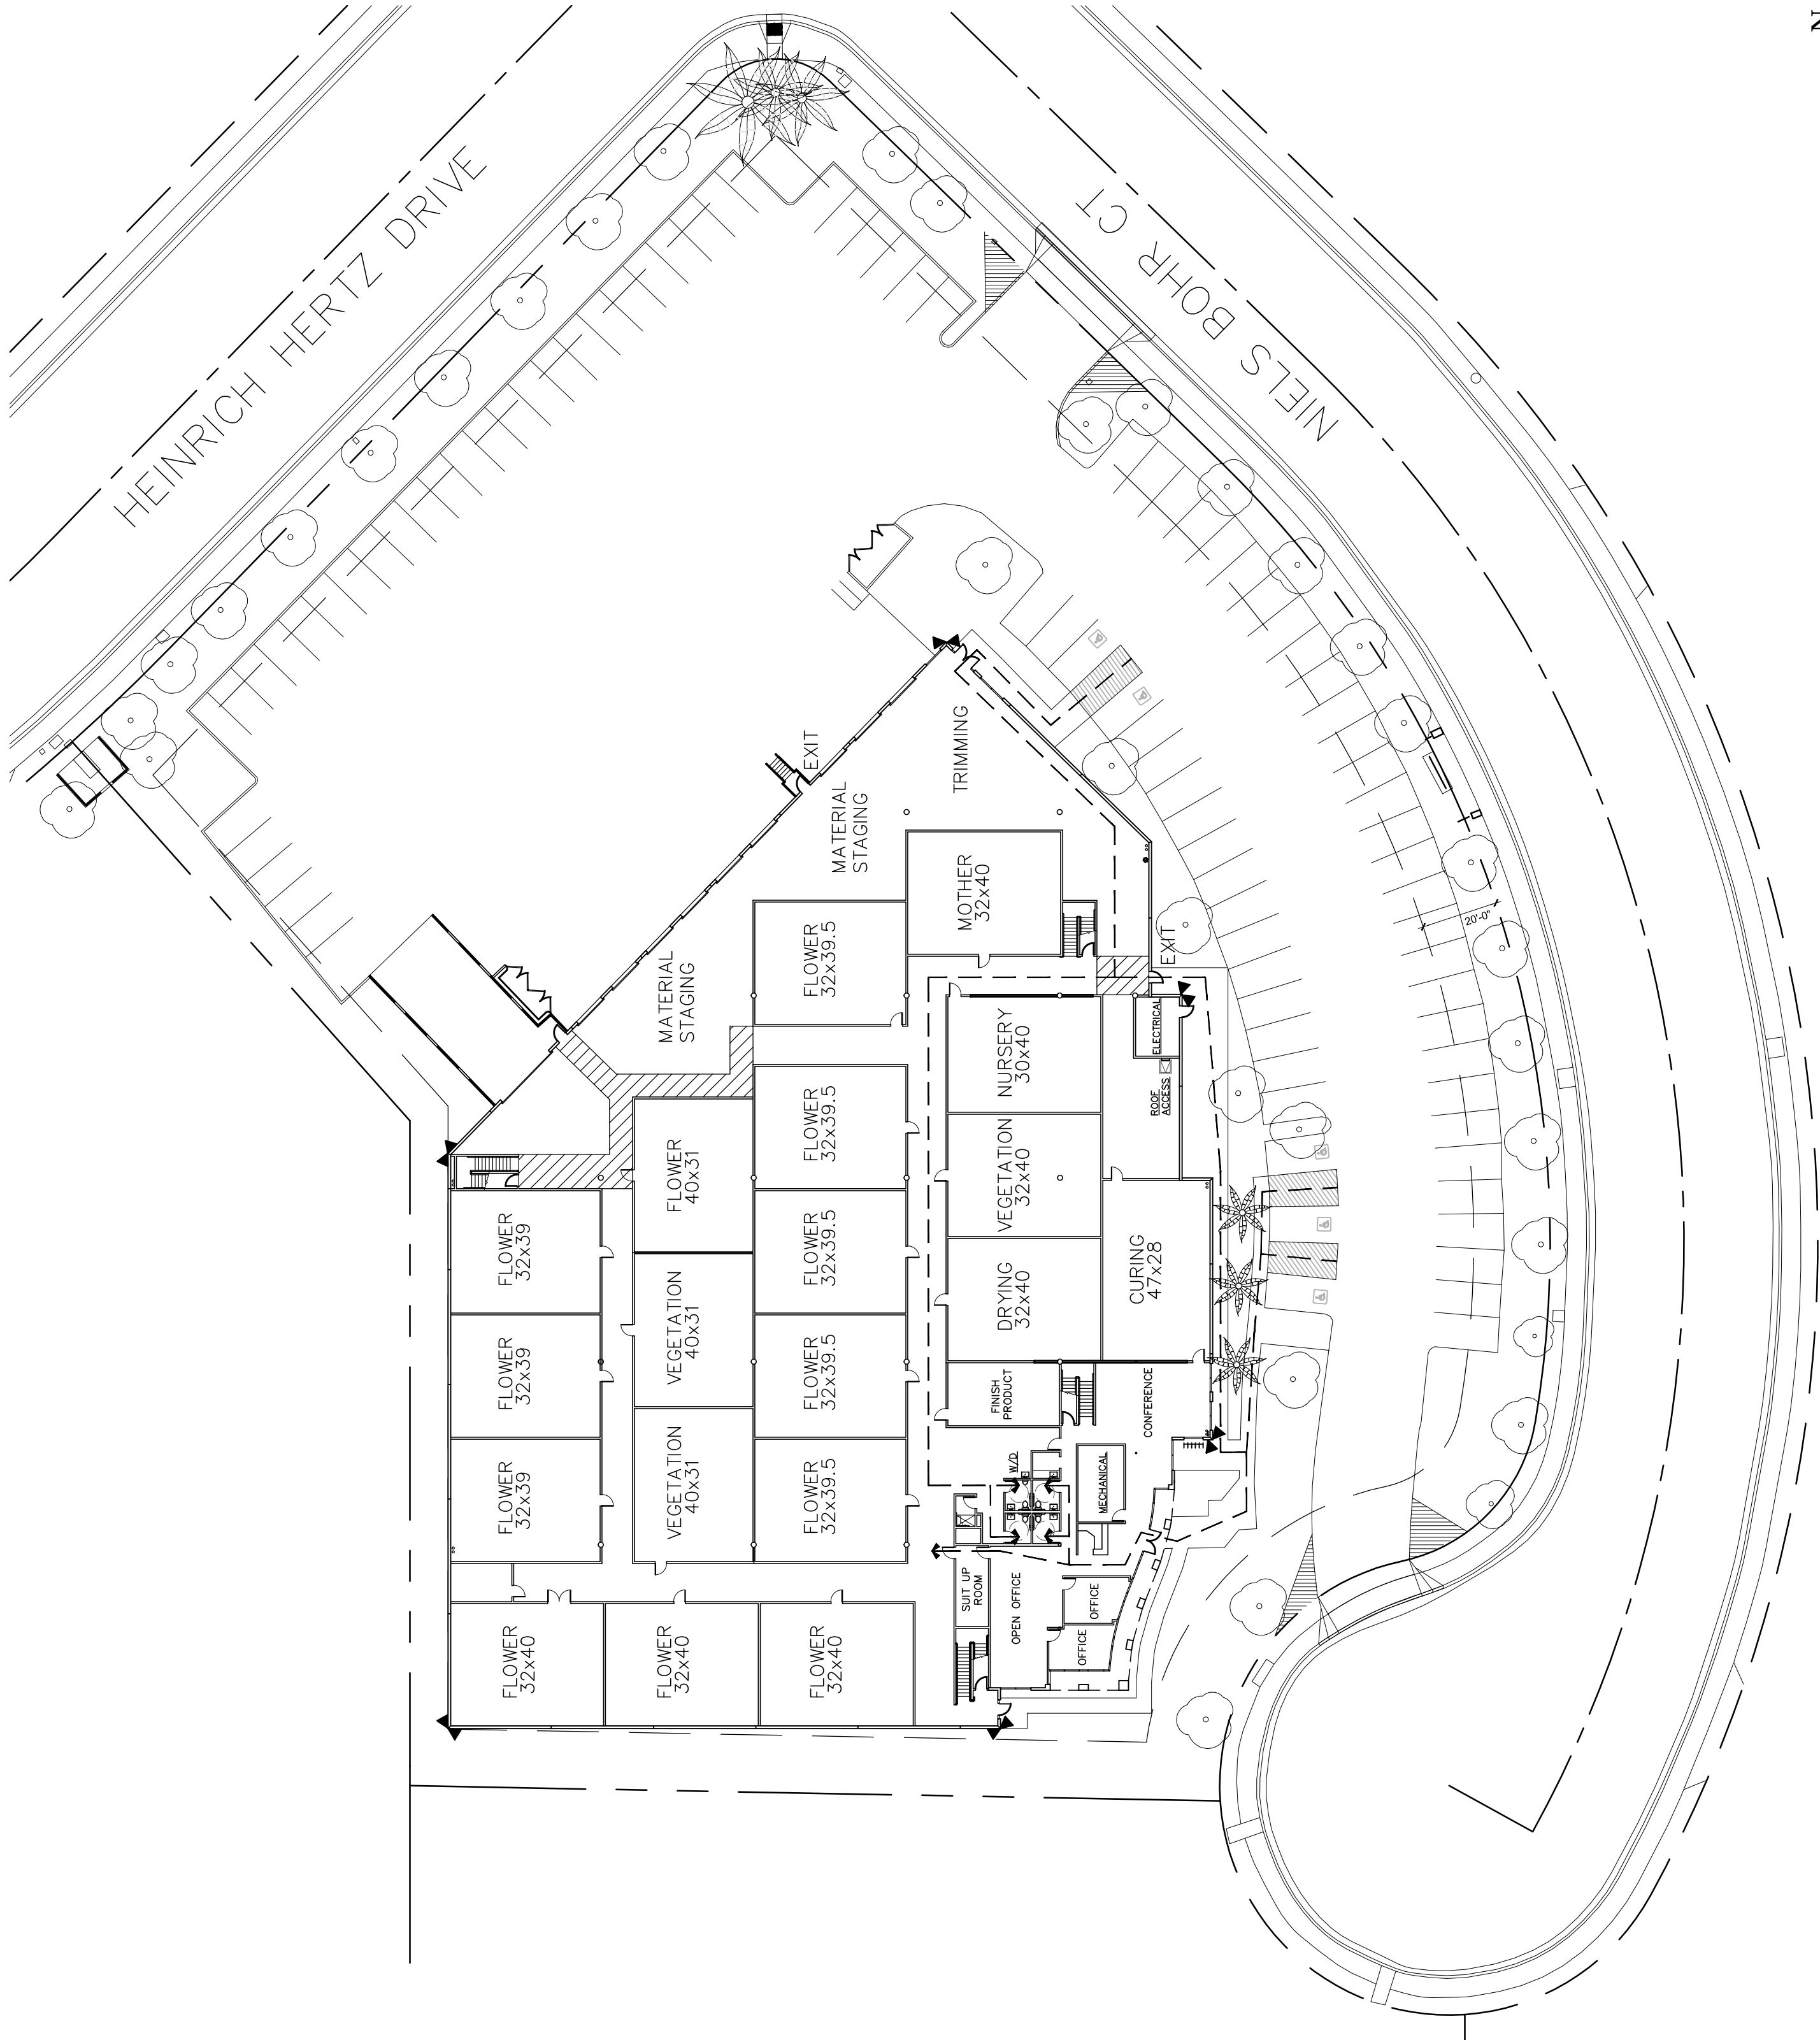 HEINRICH HERTZ DRIVE
NIELS BOHR CT
N
EXIT
MATERIAL
STAGING
TRIMMING
MATERIAL
STAGING
MOTHER
32x40
FLOWER
32x39.5
EXIT
20'-0"
ELECTRICAL
ROOF
ACCESS
NURSERY
30x40
FLOWER
32x39.5
FLOWER
40x31
VEGETATION
32x40
FLOWER
32x39
FLOWER
32x39.5
DRYING
32x40
CURING
47x28
FLOWER
32x39
VEGETATION
40x31
FLOWER
32x39.5
FINISH
PRODUCT
CONFERENCE
FLOWER
32x39
VEGETATION
40x31
FLOWER
32x39.5
W/D
MECHANICAL
SUIT UP
ROOM
OPEN OFFICE
OFFICE
OFFICE
FLOWER
32x40
FLOWER
32x40
FLOWER
32x40